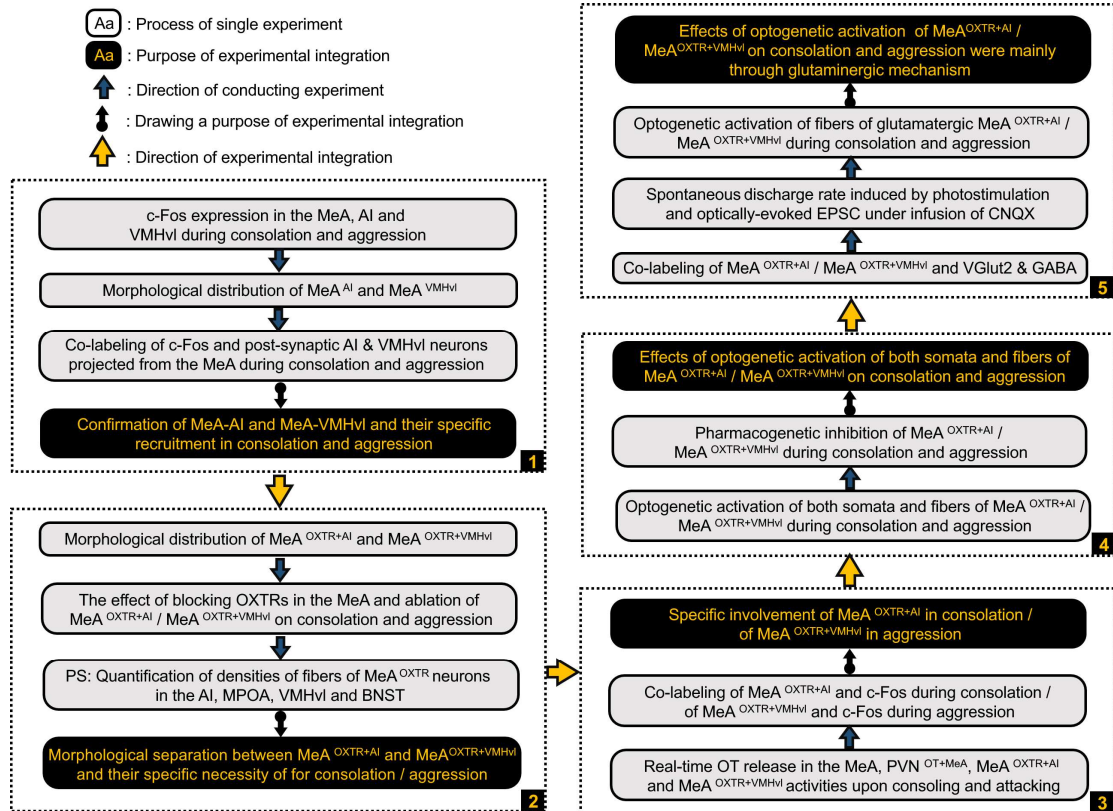 Aa : Process of single experiment
Aa : Purpose of experimental integration
: Direction of conducting experiment
: Drawing a purpose of experimental integration
: Direction of experimental integration
c-Fos expression in the MeA, AI and
VMHvl during consolation and aggression
Morphological distribution of MeA AI and MeA VMHvl
Co-labeling of c-Fos and post-synaptic AI & VMHvl neurons
projected from the MeA during consolation and aggression
Confirmation of MeA-AI and MeA-VMHvl and their specific
recruitment in consolation and aggression
1
Morphological distribution of MeA OXTR+AI and MeA OXTR+VMHvl
The effect of blocking OXTRs in the MeA and ablation of
MeA OXTR+AI / MeA OXTR+VMHvl on consolation and aggression
PS: Quantification of densities of fibers of MeA OXTR neurons
in the AI, MPOA, VMHvl and BNST
Morphological separation between MeA OXTR+AI and MeA OXTR+VMHvl
and their specific necessity of for consolation / aggression
2
Specific involvement of MeA OXTR+AI in consolation /
of MeA OXTR+VMHvl in aggression
Co-labeling of MeA OXTR+AI and c-Fos during consolation /
of MeA OXTR+VMHvl and c-Fos during aggression
Real-time OT release in the MeA, PVN OT+MeA, MeA OXTR+AI
and MeA OXTR+VMHvl activities upon consoling and attacking
3
Effects of optogenetic activation of both somata and fibers of
MeA OXTR+AI / MeA OXTR+VMHvl on consolation and aggression
Pharmacogenetic inhibition of MeA OXTR+AI /
MeA OXTR+VMHvl during consolation and aggression
Optogenetic activation of both somata and fibers of MeA OXTR+AI /
MeA OXTR+VMHvl during consolation and aggression
4
Effects of optogenetic activation of MeA OXTR+AI /
MeA OXTR+VMHvl on consolation and aggression were mainly
through glutaminergic mechanism
Optogenetic activation of fibers of glutamatergic MeA OXTR+AI /
MeA OXTR+VMHvl during consolation and aggression
Spontaneous discharge rate induced by photostimulation
and optically-evoked EPSC under infusion of CNQX
Co-labeling of MeA OXTR+AI / MeA OXTR+VMHvl and VGlut2 & GABA
5